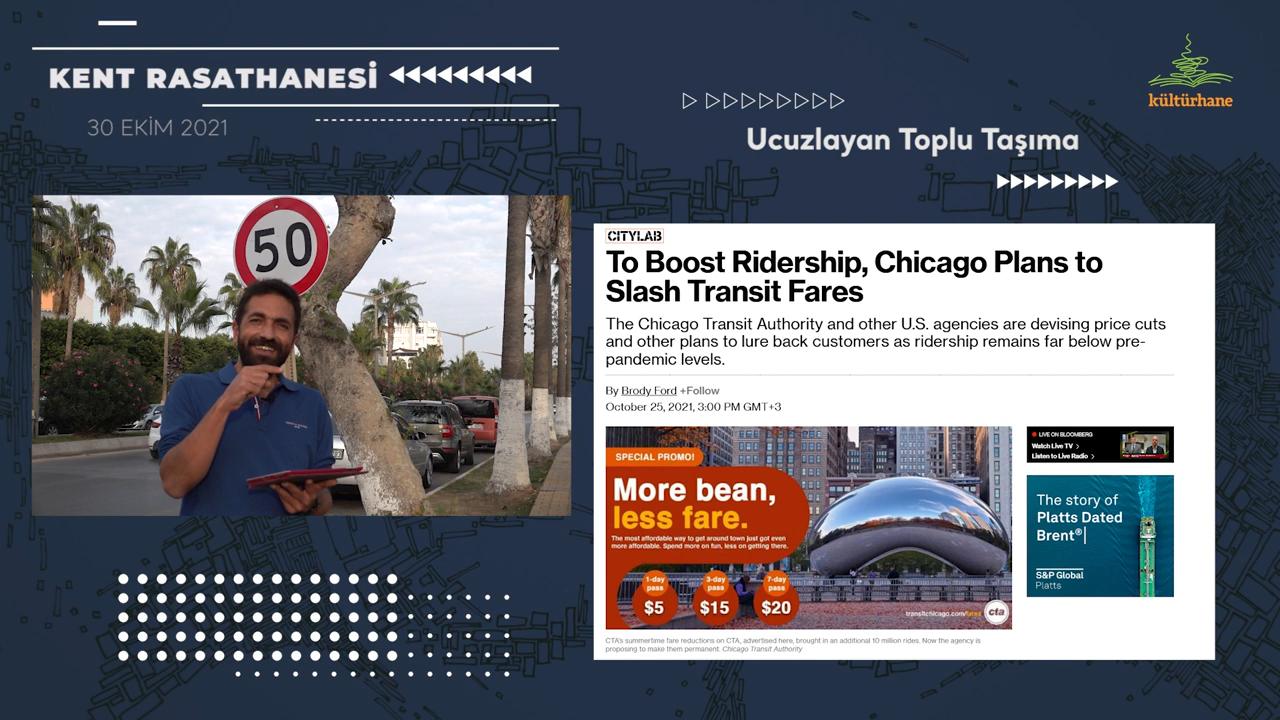 KENT RASATHANESİ
30 EKİM 2021
Ucuzlayan Toplu Taşıma
kültürhane
50
CITYLAB
To Boost Ridership, Chicago Plans to
Slash Transit Fares
The Chicago Transit Authority and other U.S. agencies are devising price cuts
and other plans to lure back customers as ridership remains far below pre-
pandemic levels.
By Brody Ford +Follow
October 25, 2021, 3:00 PM GMT+3
SPECIAL PROMO!
More bean,
less fare.
The most affordable way to get around town just got even
more affordable. Spend more on fun, less on getting there.
1-day
pass
$5
3-day
pass
$15
7-day
pass
$20
transitchicago.com/fares
cta
LIVE ON BLOOMBERG
Watch Live TV >
Listen to Live Radio >
The story of
Platts Dated
Brent®|
S&P Global
Platts
CTA's summertime fare reductions on CTA, advertised here, brought in an additional 10 million rides. Now the agency is
proposing to make them permanent. Chicago Transit Authority